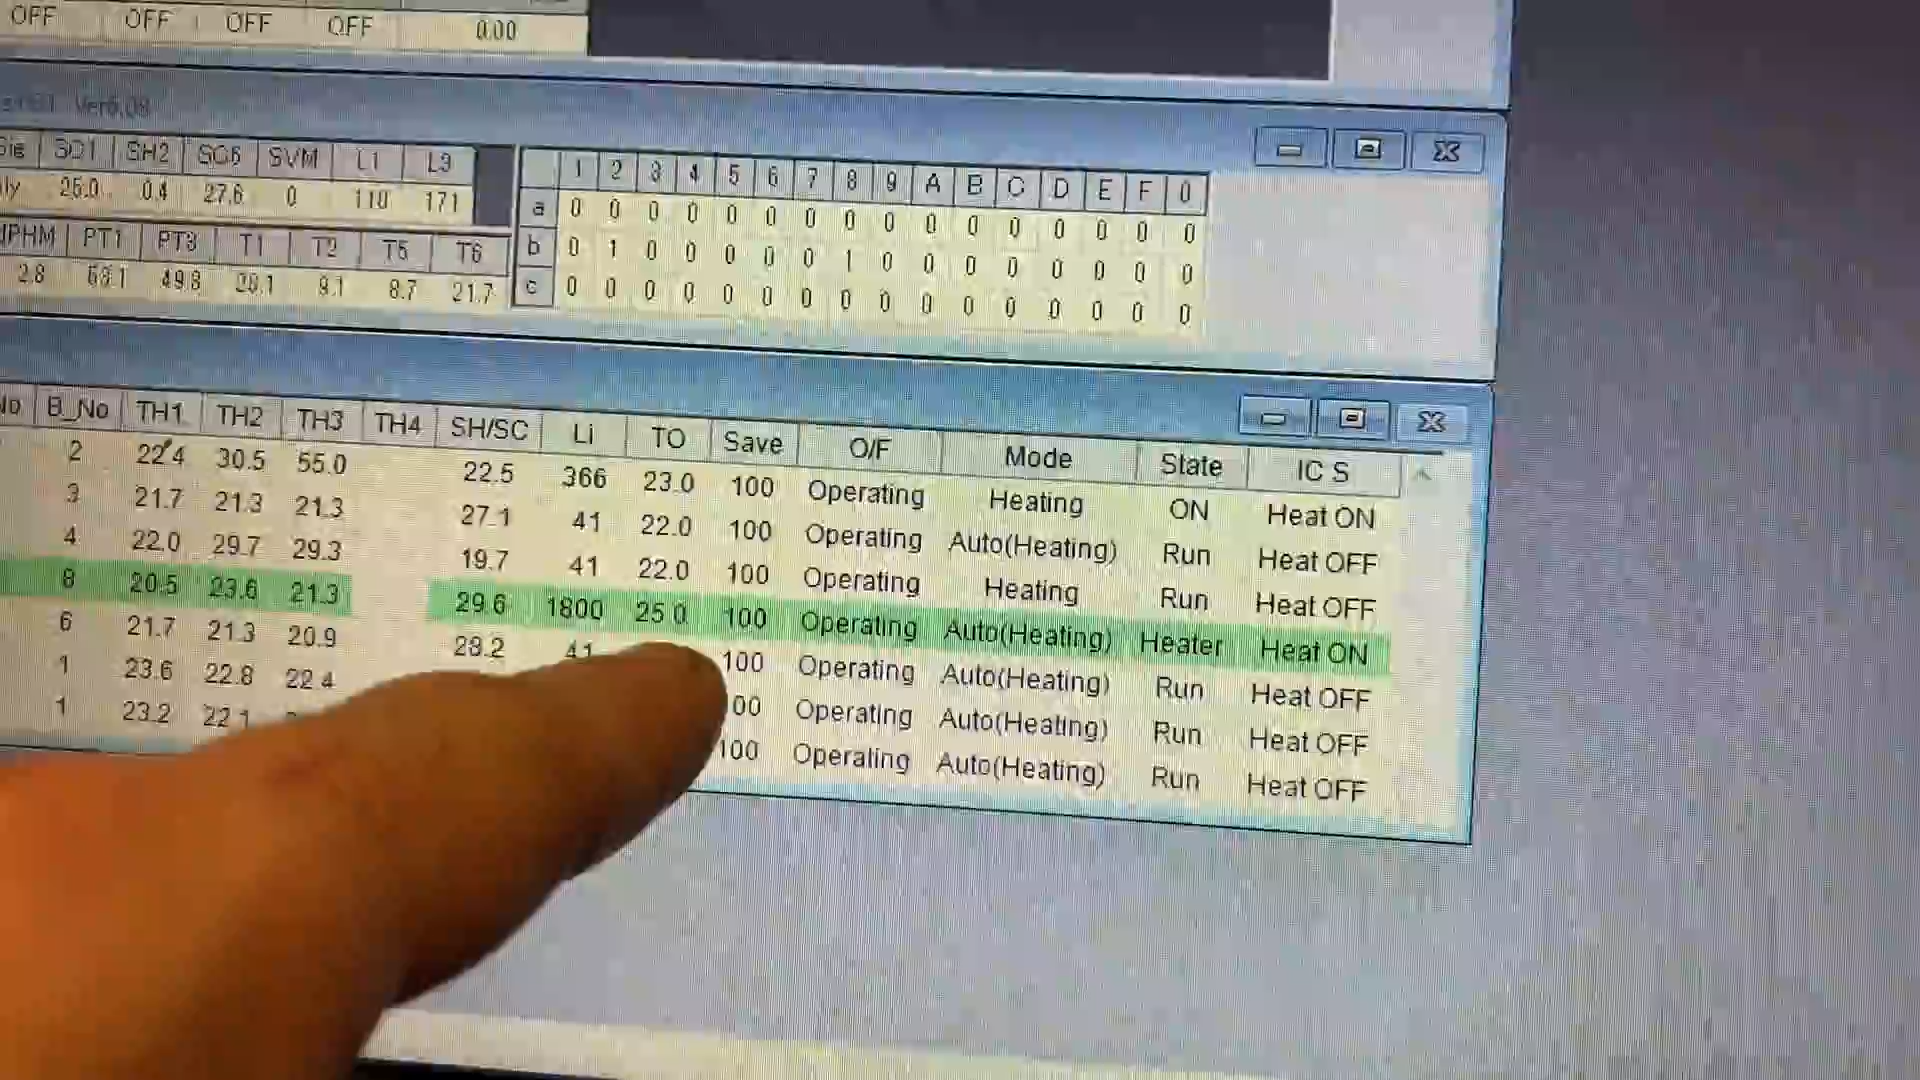 OFF OFF OFF OFF 0.00
Ver6.08
SC1 SH2 SC6 SVM L1 L3
ly 25.0 0.4 27.6 0 110 171
PT1 PT3 T1 T2 T5 T6
2.8 49.8 9.1 8.7 21.7
1 2 3 4 5 6 7 8 9 A B C D E F 0
a 0 0 0 0 0 0 0 0 0 0 0 0 0 0 0 0
b 0 1 0 0 0 0 0 1 0 0 0 0 0 0 0 0
c 0 0 0 0 0 0 0 0 0 0 0 0 0 0 0 0
No B_No TH1 TH2 TH3 TH4 SH/SC Li TO Save O/F Mode State IC S
2 22.4 30.5 55.0 22.5 366 23.0 100 Operating Heating ON Heat ON
3 21.7 21.3 21.3 27.1 41 22.0 100 Operating Auto(Heating) Run Heat OFF
4 22.0 29.7 29.3 19.7 41 22.0 100 Operating Heating Run Heat OFF
8 20.5 23.6 21.3 29.6 1800 25.0 100 Operating Auto(Heating) Heater Heat ON
6 21.7 21.3 20.9 28.2 41 100 Operating Auto(Heating) Run Heat OFF
1 23.6 22.8 22.4 00 Operating Auto(Heating) Run Heat OFF
1 23.2 22.1 100 Operating Auto(Heating) Run Heat OFF